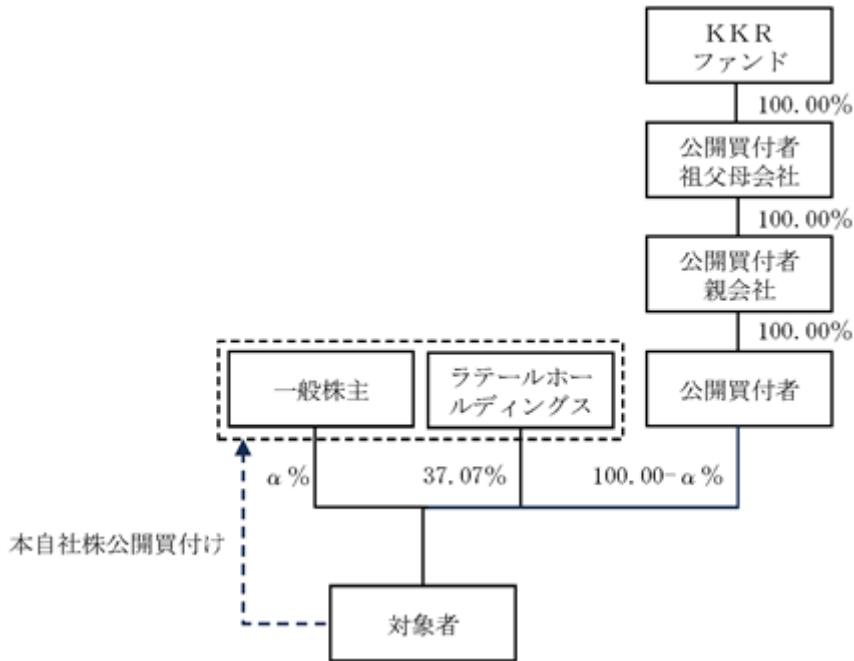 ＫＫＲ
ファンド
100.00%
公開買付者
祖父母会社
100.00%
公開買付者
親会社
100.00%
一般株主
ラテールホー
ルディングス
公開買付者
α%
37.07%
100.00-α%
本自社株公開買付け
対象者